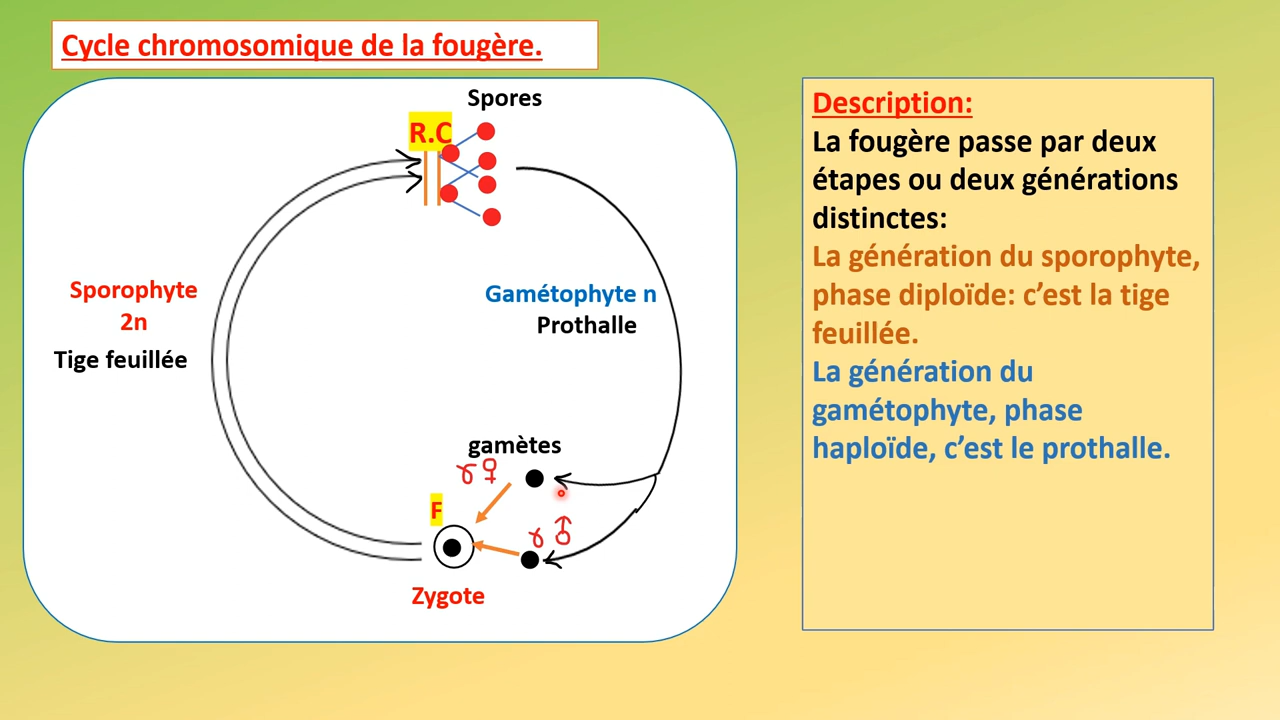 Cycle chromosomique de la fougère.
Spores
R.C
Sporophyte
2n
Tige feuillée
Gamétophyte n
Prothalle
gamètes
♀
F
♂
Zygote
Description:
La fougère passe par deux
étapes ou deux générations
distinctes:
La génération du sporophyte,
phase diploïde: c’est la tige
feuillée.
La génération du
gamétophyte, phase
haploïde, c’est le prothalle.